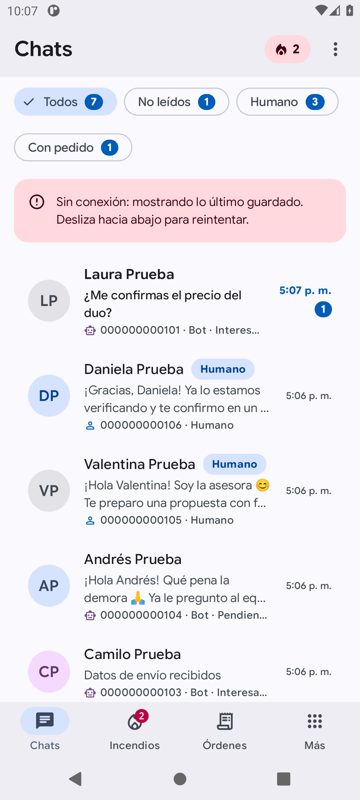 10:07
Chats
2
Todos 7
No leídos 1
Humano 3
Con pedido 1
Sin conexión: mostrando lo último guardado.
Desliza hacia abajo para reintentar.
LP
Laura Prueba
¿Me confirmas el precio del
duo?
000000000101 · Bot · Interes...
5:07 p. m.
1
DP
Daniela Prueba Humano
¡Gracias, Daniela! Ya lo estamos
verificando y te confirmo en un ...
000000000106 · Humano
5:06 p. m.
VP
Valentina Prueba Humano
¡Hola Valentina! Soy la asesora 😊
Te preparo una propuesta con f...
000000000105 · Humano
5:06 p. m.
AP
Andrés Prueba
¡Hola Andrés! Qué pena la
demora 🙏 Ya le pregunto al eq...
000000000104 · Bot · Pendien...
5:06 p. m.
CP
Camilo Prueba
Datos de envío recibidos
000000000103 · Bot · Interesa...
5:06 p. m.
2
Chats
Incendios
Órdenes
Más